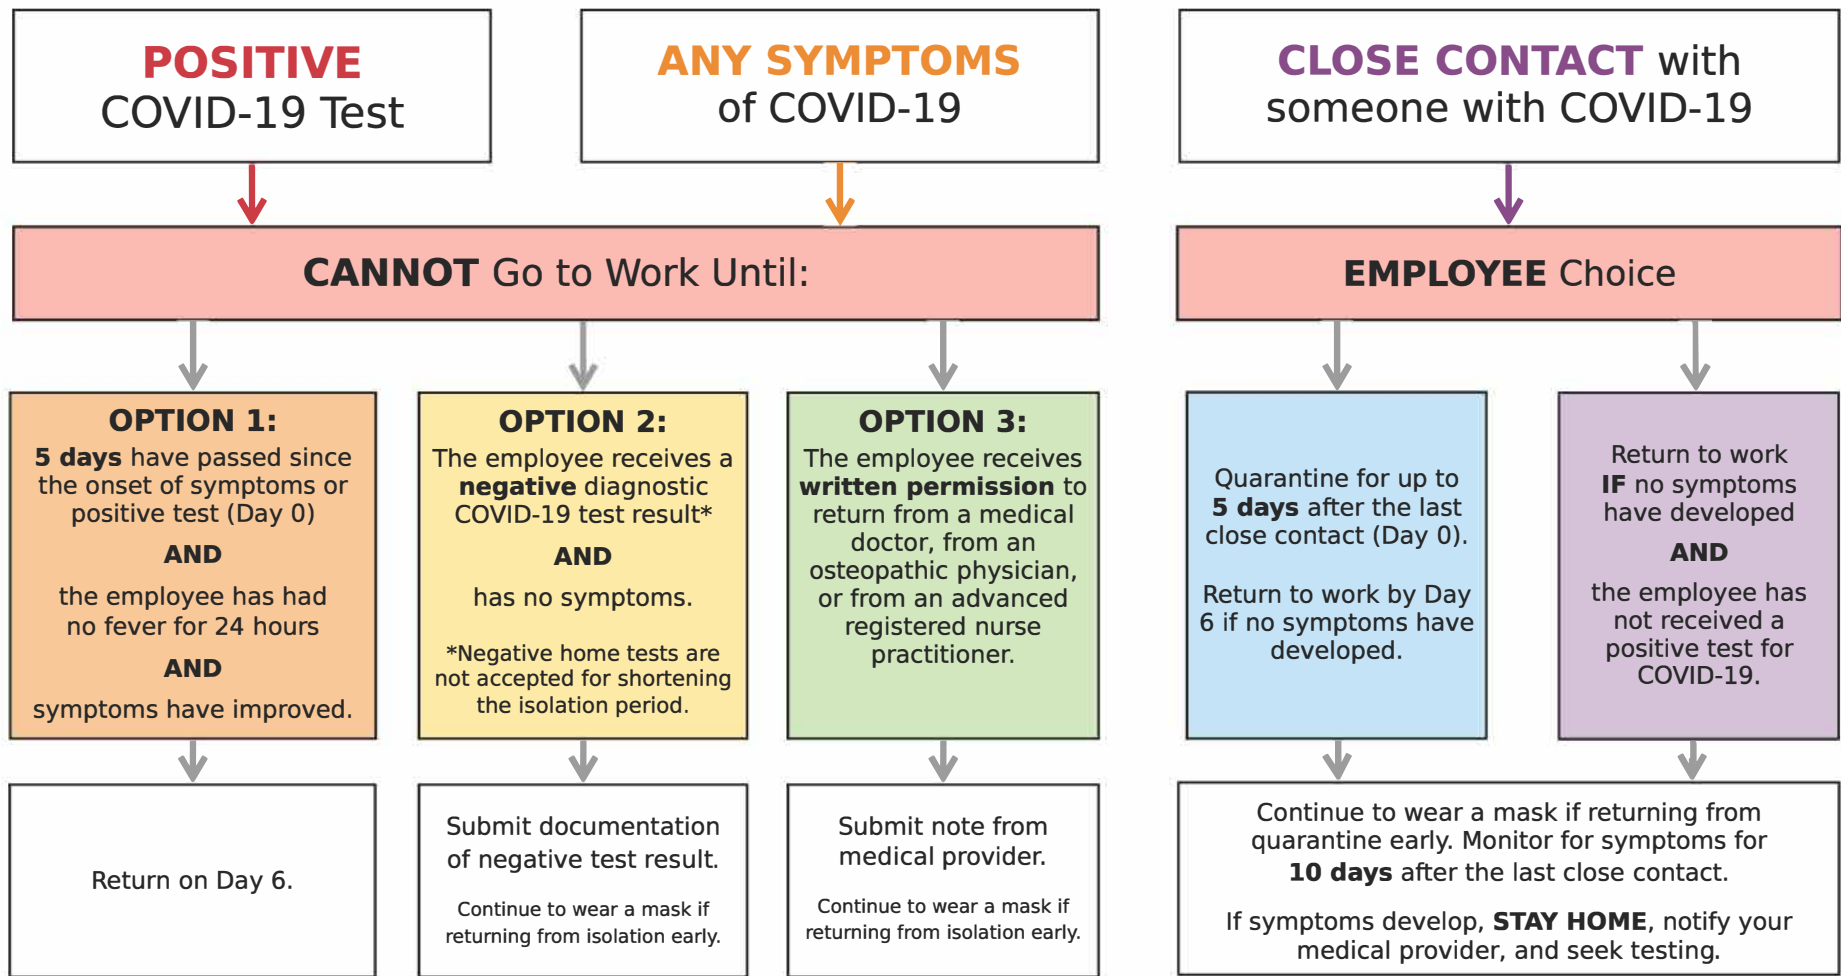 POSITIVE
COVID-19 Test
ANY SYMPTOMS
of COVID-19
CLOSE CONTACT with
someone with COVID-19
CANNOT Go to Work Until:
EMPLOYEE Choice
OPTION 1:
5 days have passed since
the onset of symptoms or
positive test (Day 0)
AND
the employee has had
no fever for 24 hours
AND
symptoms have improved.
OPTION 2:
The employee receives a
negative diagnostic
COVID-19 test result*
AND
has no symptoms.
*Negative home tests are
not accepted for shortening
the isolation period.
OPTION 3:
The employee receives
written permission to
return from a medical
doctor, from an
osteopathic physician,
or from an advanced
registered nurse
practitioner.
Quarantine for up to
5 days after the last
close contact (Day 0).
Return to work by Day
6 if no symptoms have
developed.
Return to work
IF no symptoms
have developed
AND
the employee has
not received a
positive test for
COVID-19.
Return on Day 6.
Submit documentation
of negative test result.
Continue to wear a mask if
returning from isolation early.
Submit note from
medical provider.
Continue to wear a mask if
returning from isolation early.
Continue to wear a mask if returning from
quarantine early. Monitor for symptoms for
10 days after the last close contact.
If symptoms develop, STAY HOME, notify your
medical provider, and seek testing.